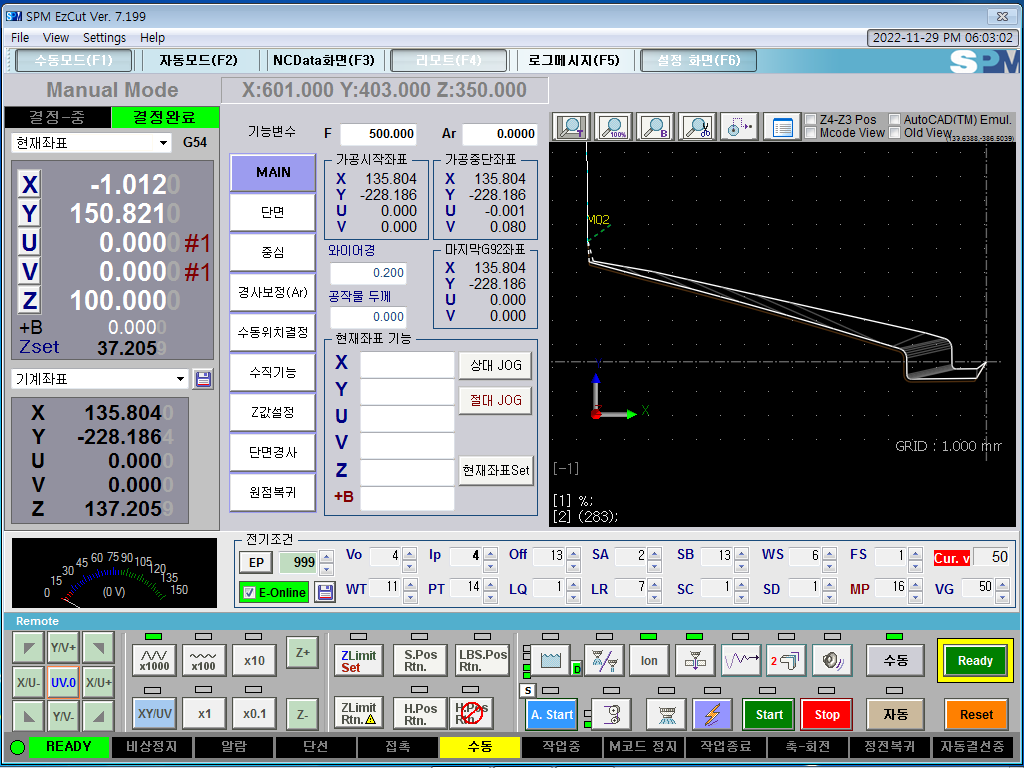 SPM EzCut Ver. 7.199
File View Settings Help
2022-11-29 PM 06:03:02
수동모드(F1) 자동모드(F2) NCData화면(F3) 리모트(F4) 로그메시지(F5) 설정 화면(F6) SPM
Manual Mode X:601.000 Y:403.000 Z:350.000
결정-중 결정완료
현재좌표 G54
X -1.0120
Y 150.8210
U 0.0000 #1
V 0.0000 #1
Z 100.0000
+B 0.0000
Zset 37.2059
기계좌표
X 135.8040
Y -228.1864
U 0.0000
V 0.0000
Z 137.2059
기능변수 F 500.000 Ar 0.0000
MAIN
단면
중심
경사보정(Ar)
수동위치결정
수직기능
Z값설정
단면경사
원점복귀
가공시작좌표
X 135.804
Y -228.186
U 0.000
V 0.000
가공중단좌표
X 135.804
Y -228.186
U -0.001
V 0.080
와이어경
0.200
공작물 두께
0.000
마지막G92좌표
X 135.804
Y -228.186
U 0.000
V 0.000
현재좌표 기능
X
Y
U
V
Z
+B
상대 JOG
절대 JOG
현재좌표Set
T 100% B
Z4-Z3 Pos AutoCAD(TM) Emul.
Mcode View Old View
(137.6388,-386.5039)
M02
X
GRID : 1.000 mm
[-1]
[1] %;
[2] (283);
0 15 30 45 60 75 90 105 120 135 150
(0 V)
전기조건
EP 999 Vo 4 Ip 4 Off 13 SA 2 SB 13 WS 6 FS 1 Cur. v 50
E-Online WT 11 PT 14 LQ 1 LR 7 SC 1 SD 1 MP 16 VG 50
Remote
Y/V+
X/U- UV.0 X/U+
Y/V-
x1000 x100 x10 Z+
XY/UV x1 x0.1 Z-
ZLimit Set S.Pos Rtn. LBS.Pos Rtn.
ZLimit Rtn. H.Pos Rtn. H.Pos Rtn.
D Ion 2 수동 Ready
S A. Start Start Stop 자동 Reset
READY 비상정지 알람 단선 접촉 수동 작업중 M코드 정지 작업종료 축-회전 정전복귀 자동결선중